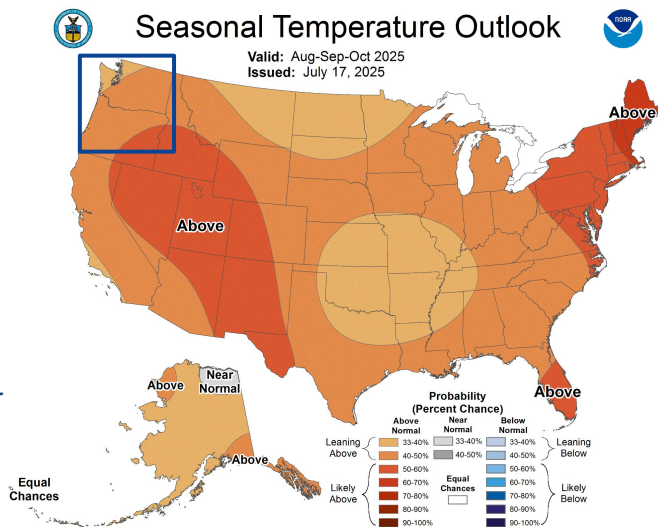 Seasonal Temperature Outlook
NOAA
Valid: Aug-Sep-Oct 2025
Issued: July 17, 2025
Above
Above
Above
Near
Normal
Above
Above
Equal
Chances
Probability
(Percent Chance)
Above
Normal
Near
Normal
Below
Normal
Leaning
Above
33-40%
33-40%
33-40%
Leaning
Below
40-50%
40-50%
40-50%
Likely
Above
50-60%
60-70%
70-80%
80-90%
90-100%
Equal
Chances
50-60%
60-70%
70-80%
80-90%
90-100%
Likely
Below